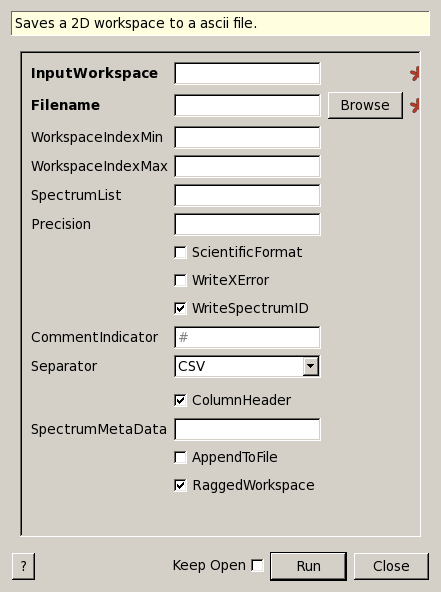 Saves a 2D workspace to a ascii file.
InputWorkspace
Filename Browse
WorkspaceIndexMin
WorkspaceIndexMax
SpectrumList
Precision
ScientificFormat
WriteXError
WriteSpectrumID
CommentIndicator #
Separator CSV
ColumnHeader
SpectrumMetaData
AppendToFile
RaggedWorkspace
? Keep Open Run Close